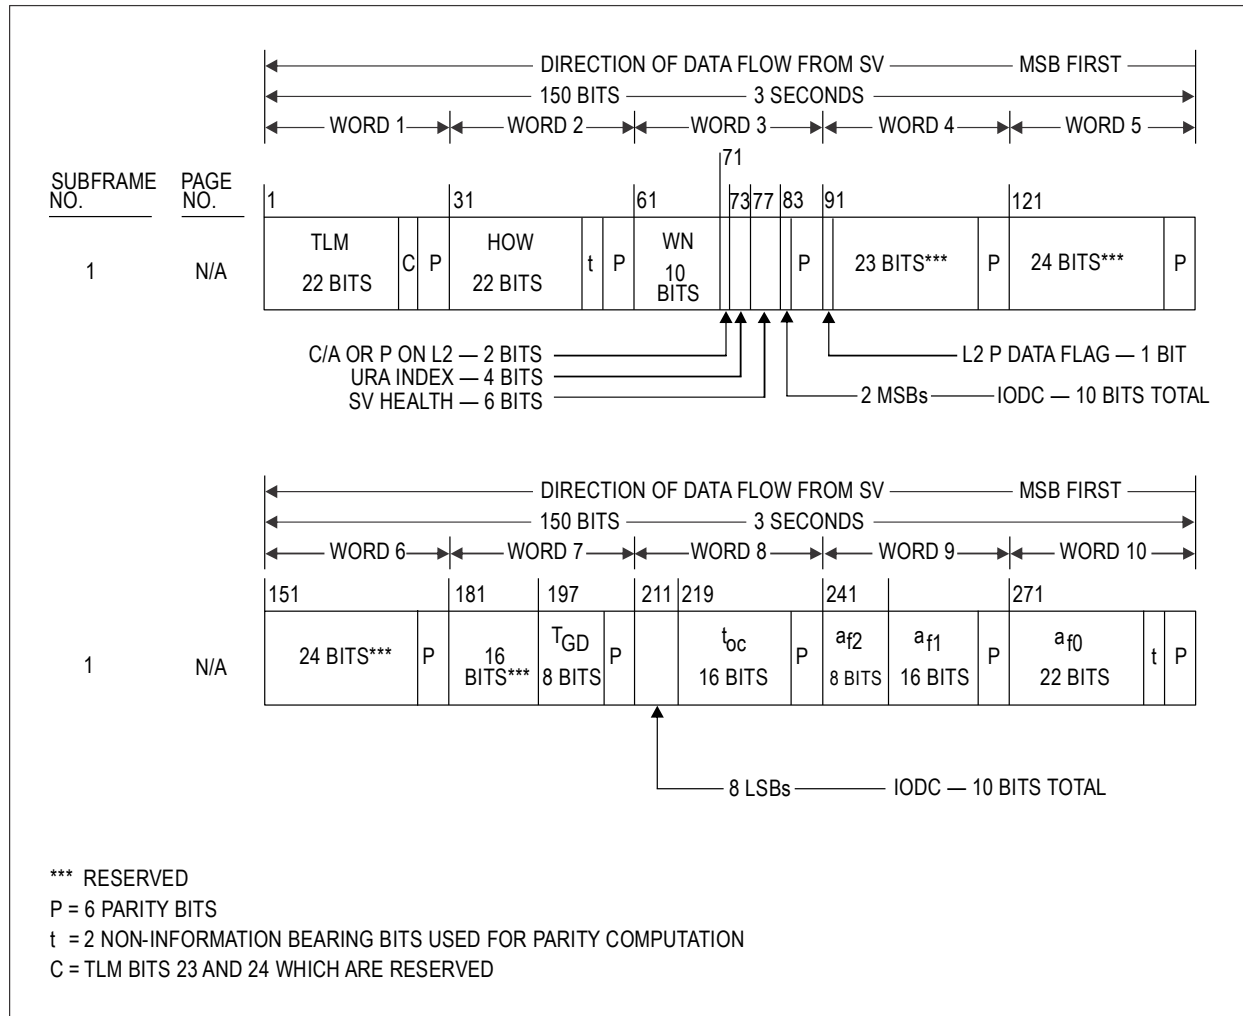 DIRECTION OF DATA FLOW FROM SV MSB FIRST
150 BITS 3 SECONDS
WORD 1 WORD 2 WORD 3 WORD 4 WORD 5
SUBFRAME NO. PAGE NO.
1 31 61 71 73 77 83 91 121
1 N/A
TLM 22 BITS C P
HOW 22 BITS t P
WN 10 BITS P
23 BITS*** P
24 BITS*** P
C/A OR P ON L2 — 2 BITS
URA INDEX — 4 BITS
SV HEALTH — 6 BITS
L2 P DATA FLAG — 1 BIT
2 MSBs IODC — 10 BITS TOTAL
DIRECTION OF DATA FLOW FROM SV MSB FIRST
150 BITS 3 SECONDS
WORD 6 WORD 7 WORD 8 WORD 9 WORD 10
151 181 197 211 219 241 271
1 N/A
24 BITS*** P
16 BITS***
TGD 8 BITS P
toc 16 BITS P
af2 8 BITS
af1 16 BITS P
af0 22 BITS t P
8 LSBs IODC — 10 BITS TOTAL
*** RESERVED
P = 6 PARITY BITS
t = 2 NON-INFORMATION BEARING BITS USED FOR PARITY COMPUTATION
C = TLM BITS 23 AND 24 WHICH ARE RESERVED